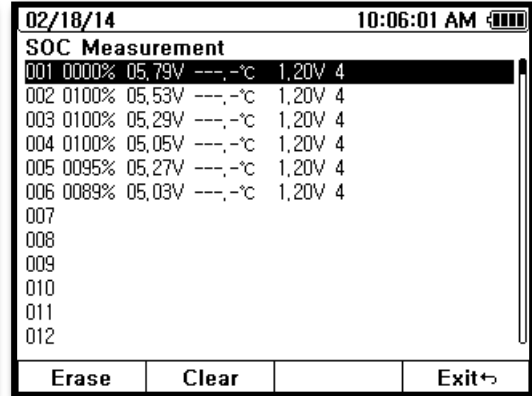 02/18/14 10:06:01 AM
SOC Measurement
001 0000% 05,79V ---,-°C 1,20V 4
002 0100% 05,53V ---,-°C 1,20V 4
003 0100% 05,29V ---,-°C 1,20V 4
004 0100% 05,05V ---,-°C 1,20V 4
005 0095% 05,27V ---,-°C 1,20V 4
006 0089% 05,03V ---,-°C 1,20V 4
007
008
009
010
011
012
Erase Clear Exit↰